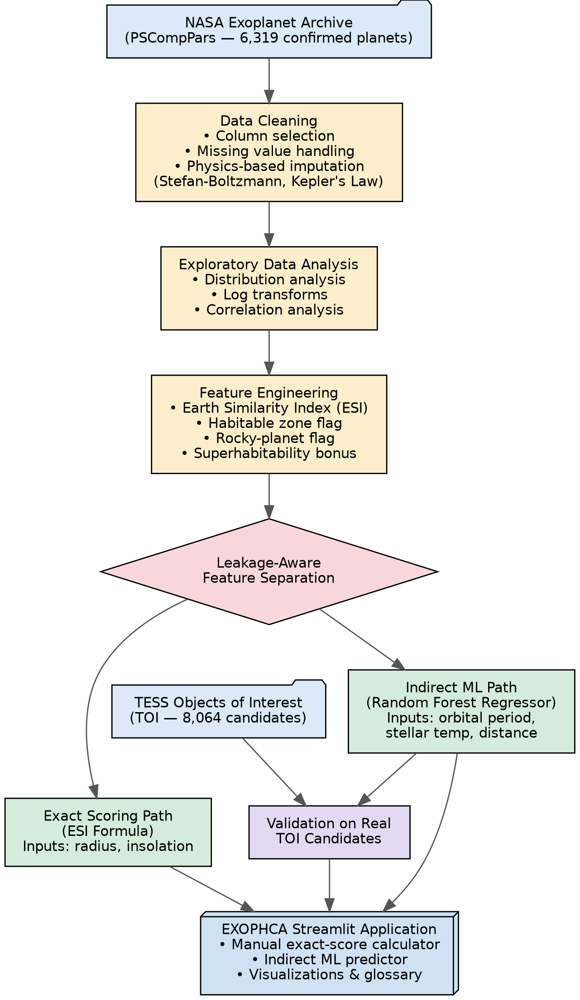 NASA Exoplanet Archive
(PSCompPars — 6,319 confirmed planets)
Data Cleaning
• Column selection
• Missing value handling
• Physics-based imputation
(Stefan-Boltzmann, Kepler's Law)
Exploratory Data Analysis
• Distribution analysis
• Log transforms
• Correlation analysis
Feature Engineering
• Earth Similarity Index (ESI)
• Habitable zone flag
• Rocky-planet flag
• Superhabitability bonus
Leakage-Aware
Feature Separation
Indirect ML Path
(Random Forest Regressor)
Inputs: orbital period,
stellar temp, distance
TESS Objects of Interest
(TOI — 8,064 candidates)
Exact Scoring Path
(ESI Formula)
Inputs: radius, insolation
Validation on Real
TOI Candidates
EXOPHCA Streamlit Application
• Manual exact-score calculator
• Indirect ML predictor
• Visualizations & glossary